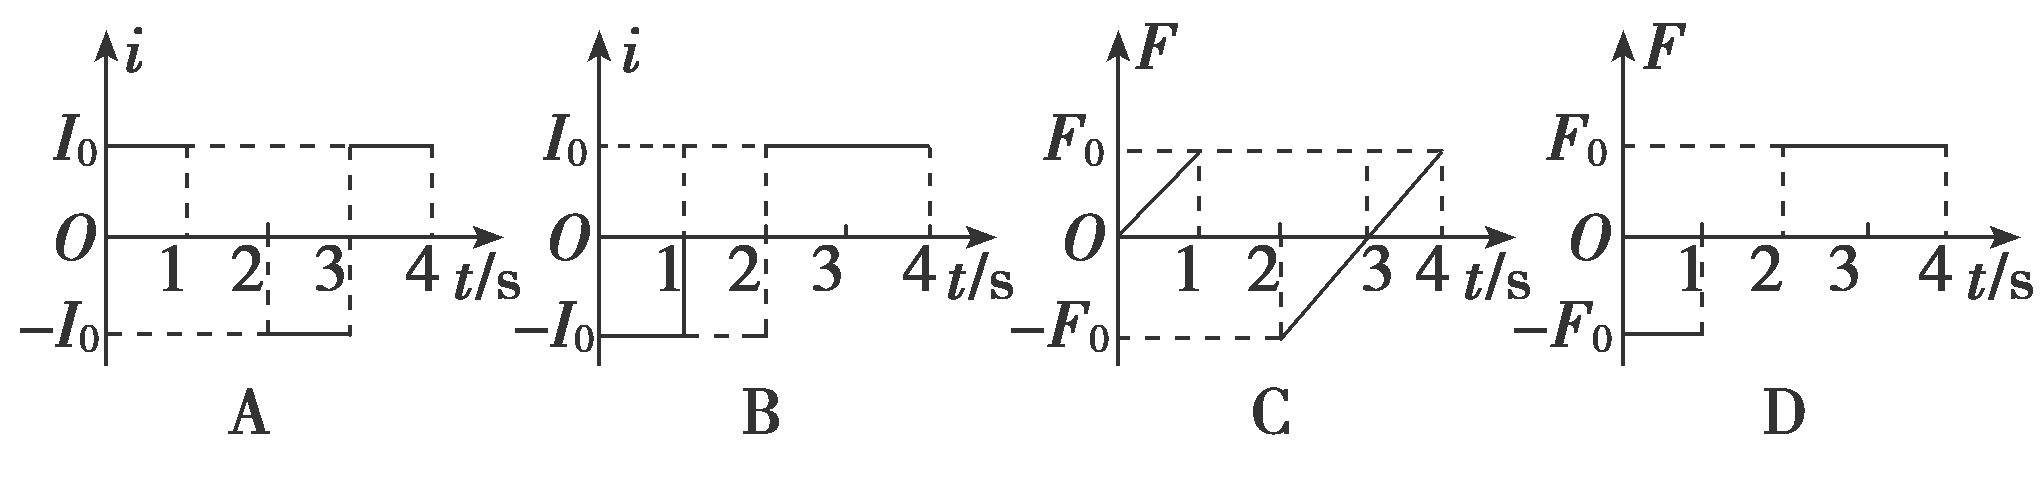 i i F F
I₀ I₀ F₀ F₀
O 1 2 3 4 t/s O 1 2 3 4 t/s O 1 2 3 4 t/s O 1 2 3 4 t/s
−I₀ −I₀ −F₀ −F₀
A B C D